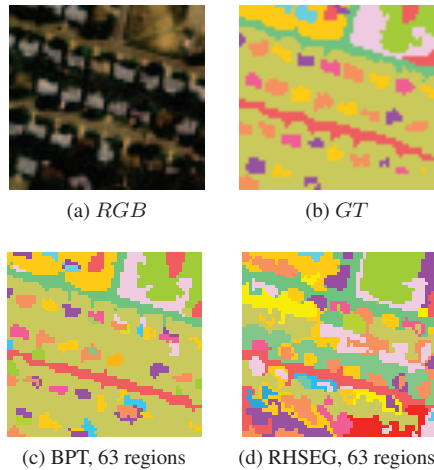 (a) RGB
(b) GT
(c) BPT, 63 regions
(d) RHSEG, 63 regions